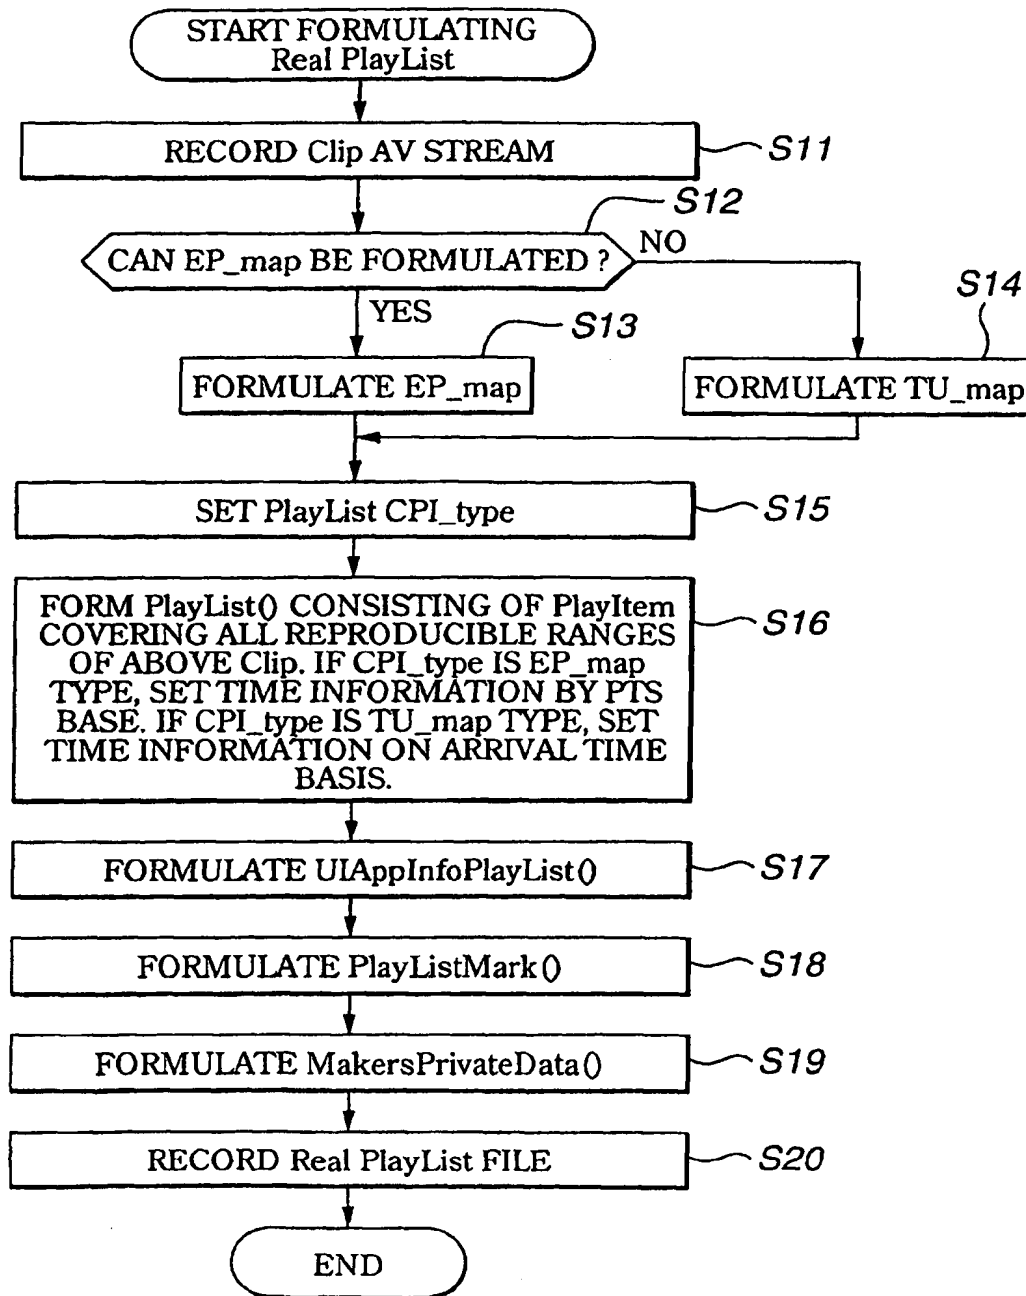 START FORMULATING
Real PlayList
RECORD Clip AV STREAM
S11
S12
CAN EP_map BE FORMULATED ?
NO
YES
S13
S14
FORMULATE EP_map
FORMULATE TU_map
SET PlayList CPI_type
S15
FORM PlayList() CONSISTING OF PlayItem
COVERING ALL REPRODUCIBLE RANGES
OF ABOVE Clip. IF CPI_type IS EP_map
TYPE, SET TIME INFORMATION BY PTS
BASE. IF CPI_type IS TU_map TYPE, SET
TIME INFORMATION ON ARRIVAL TIME
BASIS.
S16
FORMULATE UIAppInfoPlayList()
S17
FORMULATE PlayListMark()
S18
FORMULATE MakersPrivateData()
S19
RECORD Real PlayList FILE
S20
END